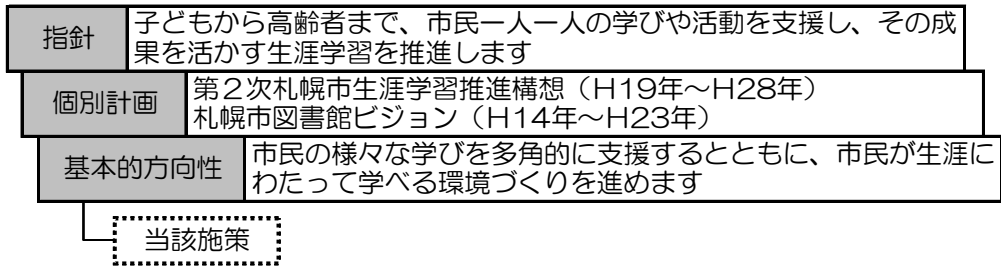 指針
子どもから高齢者まで、市民一人一人の学びや活動を支援し、その成
果を活かす生涯学習を推進します
個別計画
第２次札幌市生涯学習推進構想（H19年～H28年）
札幌市図書館ビジョン（H14年～H23年）
基本的方向性
市民の様々な学びを多角的に支援するとともに、市民が生涯に
わたって学べる環境づくりを進めます
当該施策